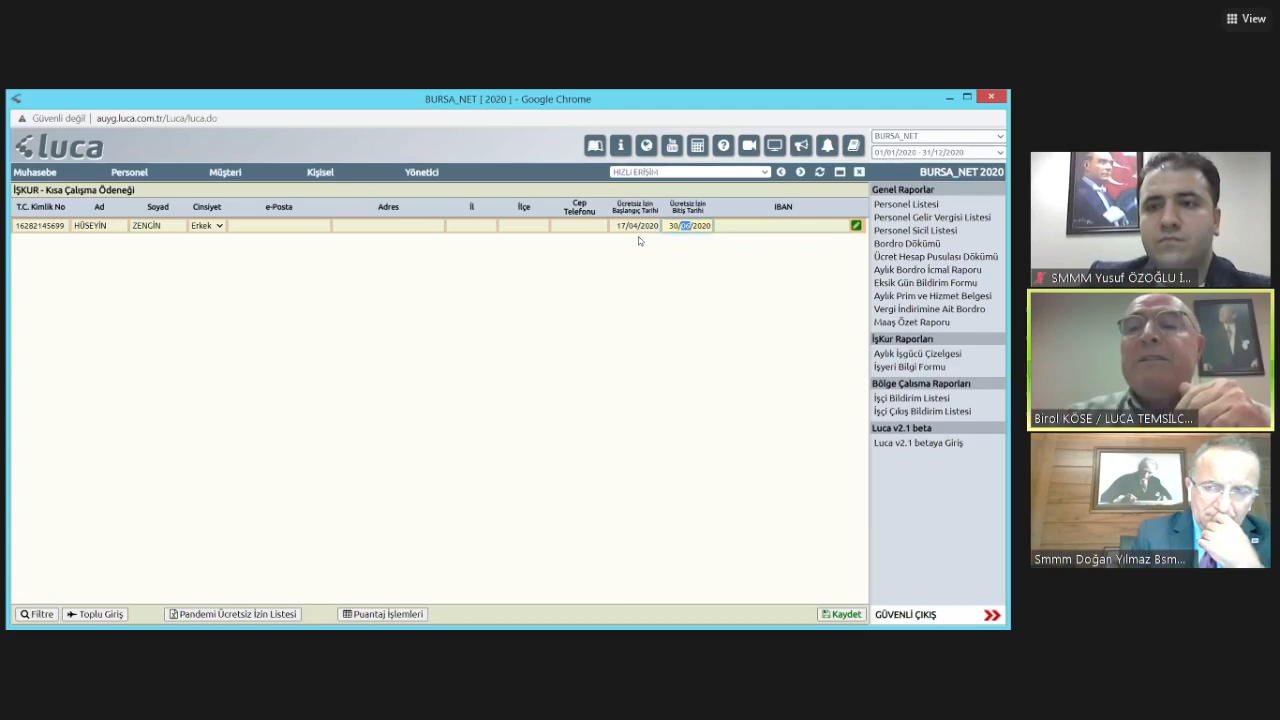 View
BURSA_NET [ 2020 ] - Google Chrome
Güvenli değil | auyg.luca.com.tr/Luca/luca.do
luca
BURSA_NET
01/01/2020 - 31/12/2020
Muhasebe Personel Müşteri Kişisel Yönetici HIZLI ERİŞİM BURSA_NET 2020
İŞKUR - Kısa Çalışma Ödeneği
T.C. Kimlik No Ad Soyad Cinsiyet e-Posta Adres İl İlçe Cep Telefonu Ücretsiz İzin Başlangıç Tarihi Ücretsiz İzin Bitiş Tarihi IBAN
16282145699 HÜSEYİN ZENGİN Erkek 17/04/2020 30/06/2020
Genel Raporlar
Personel Listesi
Personel Gelir Vergisi Listesi
Personel Sicil Listesi
Bordro Dökümü
Ücret Hesap Pusulası Dökümü
Aylık Bordro İcmal Raporu
Eksik Gün Bildirim Formu
Aylık Prim ve Hizmet Belgesi
Vergi İndirimine Ait Bordro
Maaş Özet Raporu
İşKur Raporları
Aylık İşgücü Çizelgesi
İşyeri Bilgi Formu
Bölge Çalısma Raporları
İşçi Bildirim Listesi
İşçi Çıkış Bildirim Listesi
Luca v2.1 beta
Luca v2.1 betaya Giriş
Filtre Toplu Giriş Pandemi Ücretsiz İzin Listesi Puantaj İşlemleri Kaydet GÜVENLİ ÇIKIŞ
SMMM Yusuf ÖZOĞLU İ...
Birol KÖSE / LUCA TEMSİLC...
Smmm Doğan Yılmaz Bsm...